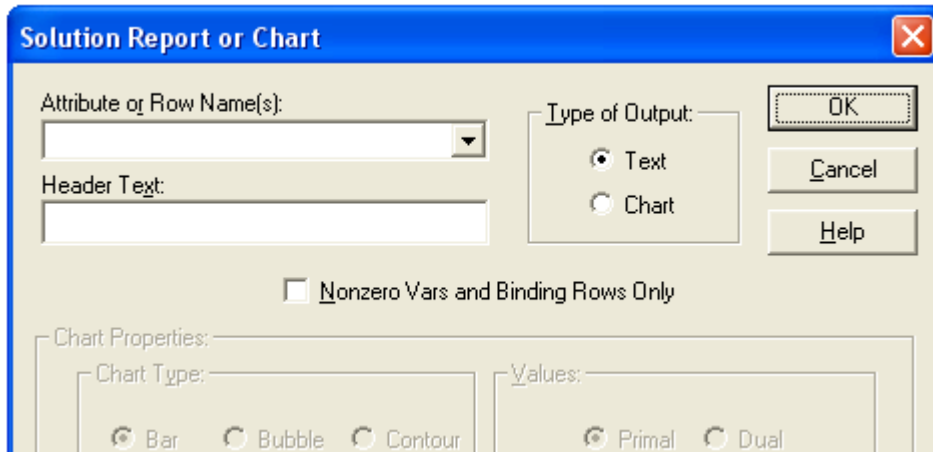 Solution Report or Chart
Attribute or Row Name(s):
Header Text:
Type of Output:
Text
Chart
OK
Cancel
Help
Nonzero Vars and Binding Rows Only
Chart Properties:
Chart Type:
Bar Bubble Contour
Values:
Primal Dual